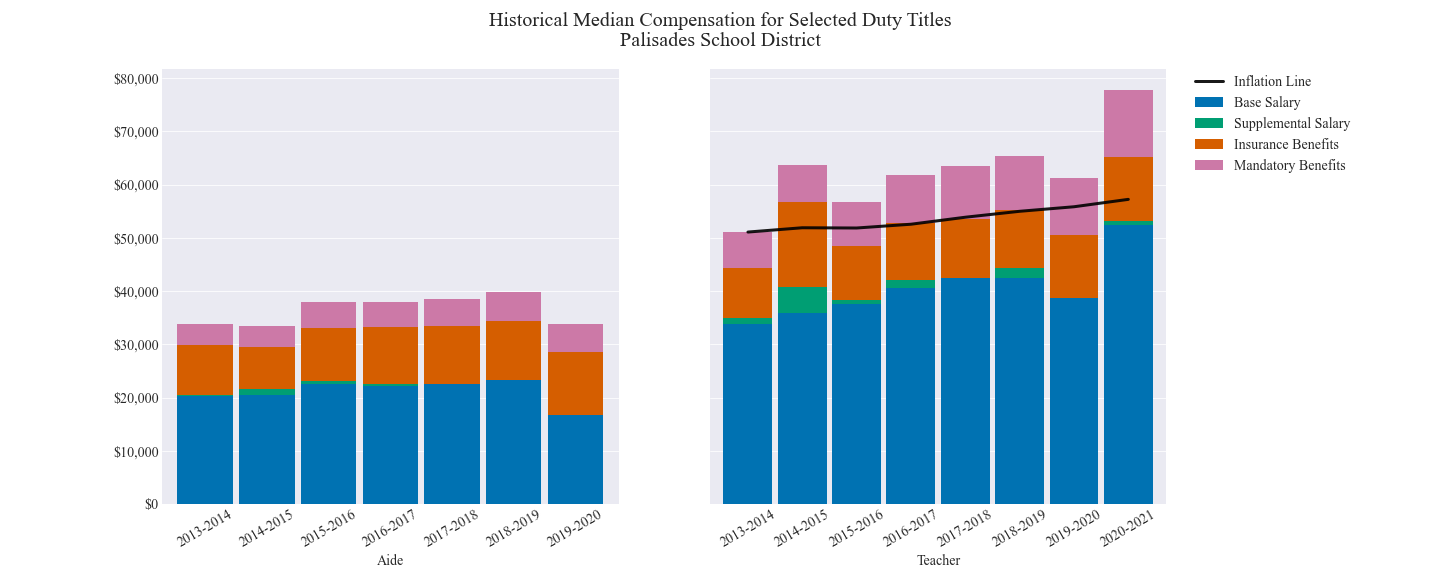 Historical Median Compensation for Selected Duty Titles
Palisades School District
$80,000
$70,000
$60,000
$50,000
$40,000
$30,000
$20,000
$10,000
$0
2013-2014
2014-2015
2015-2016
2016-2017
2017-2018
2018-2019
2019-2020
Aide
2013-2014
2014-2015
2015-2016
2016-2017
2017-2018
2018-2019
2019-2020
2020-2021
Teacher
Inflation Line
Base Salary
Supplemental Salary
Insurance Benefits
Mandatory Benefits